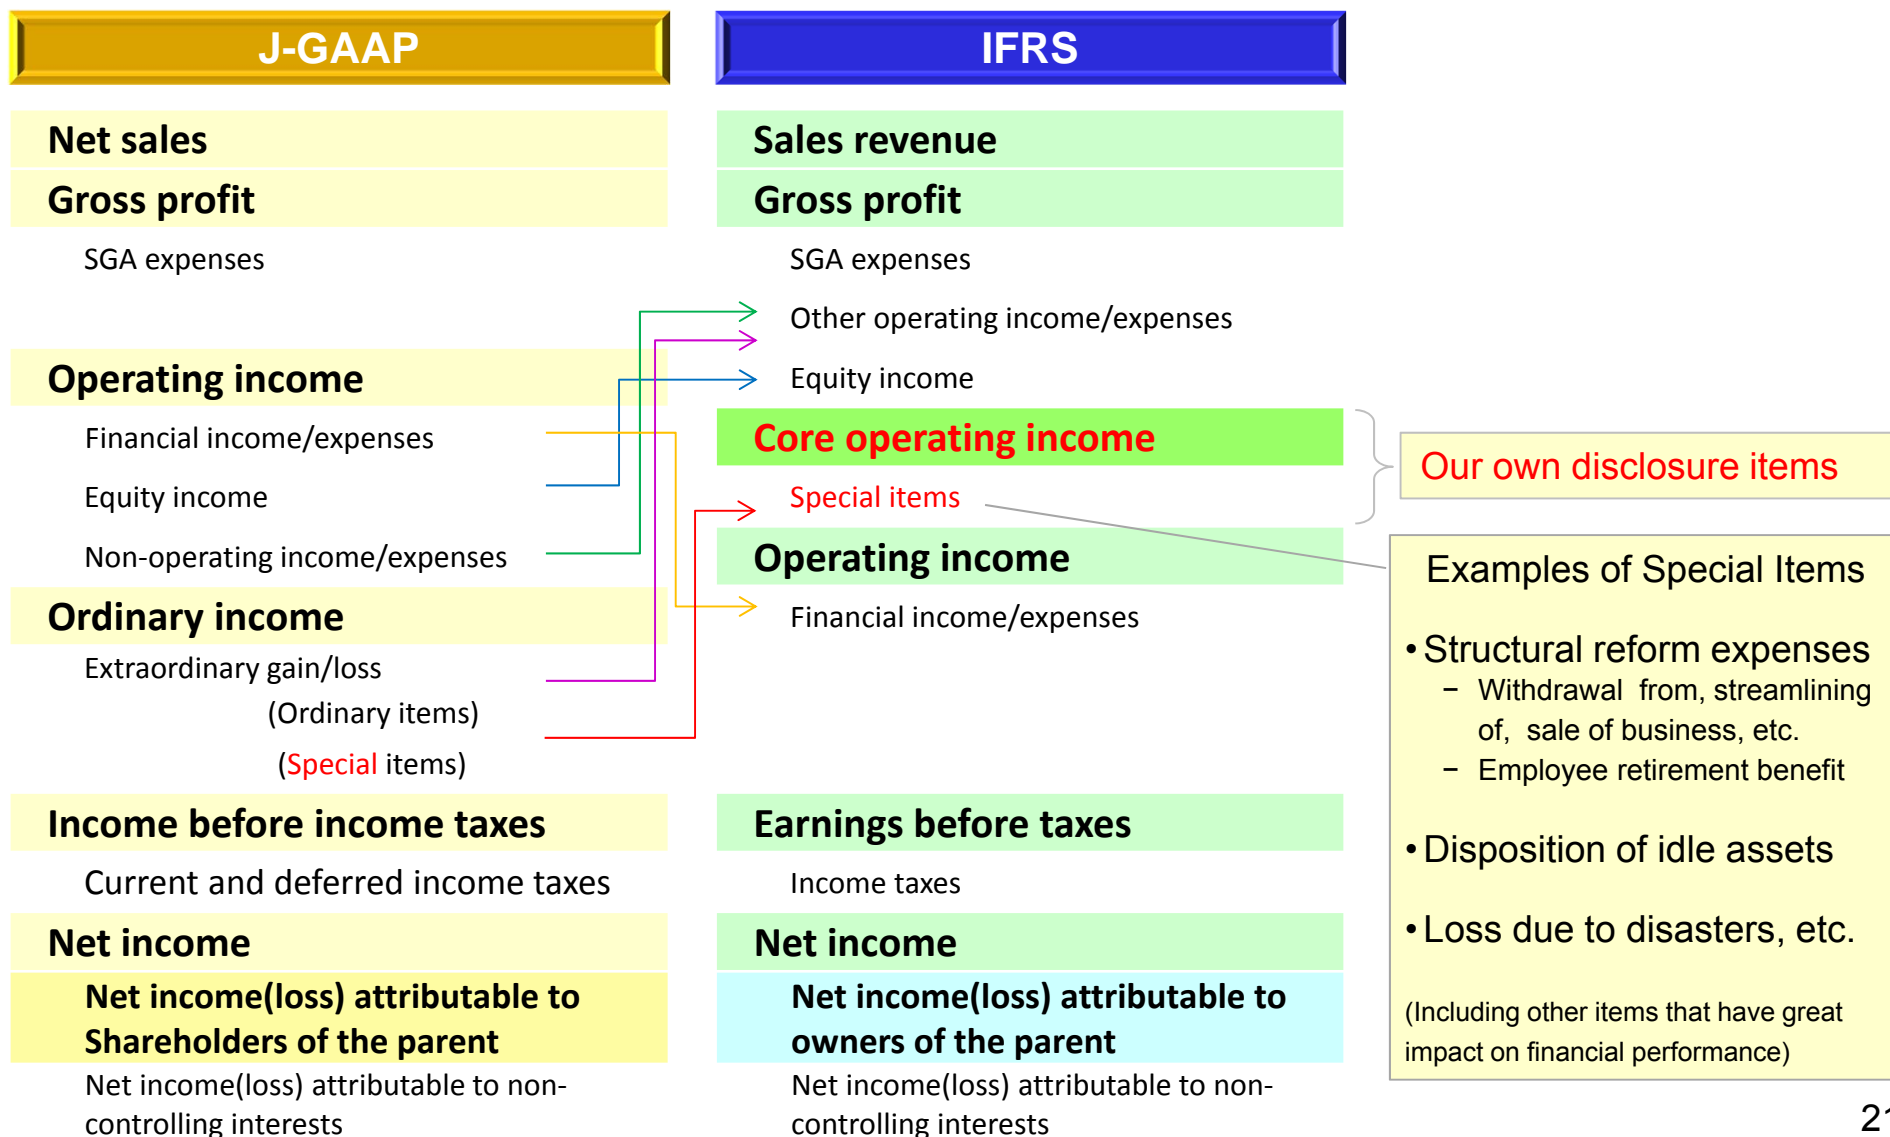 J-GAAP
Net sales
Gross profit
SGA expenses
Operating income
Financial income/expenses
Equity income
Non-operating income/expenses
Ordinary income
Extraordinary gain/loss
(Ordinary items)
(Special items)
Income before income taxes
Current and deferred income taxes
Net income
Net income(loss) attributable to
Shareholders of the parent
Net income(loss) attributable to non-
controlling interests
IFRS
Sales revenue
Gross profit
SGA expenses
Other operating income/expenses
Equity income
Core operating income
Special items
Operating income
Financial income/expenses
Earnings before taxes
Income taxes
Net income
Net income(loss) attributable to
owners of the parent
Net income(loss) attributable to non-
controlling interests
Our own disclosure items
Examples of Special Items
• Structural reform expenses
− Withdrawal from, streamlining
of, sale of business, etc.
− Employee retirement benefit
• Disposition of idle assets
• Loss due to disasters, etc.
(Including other items that have great
impact on financial performance)
21